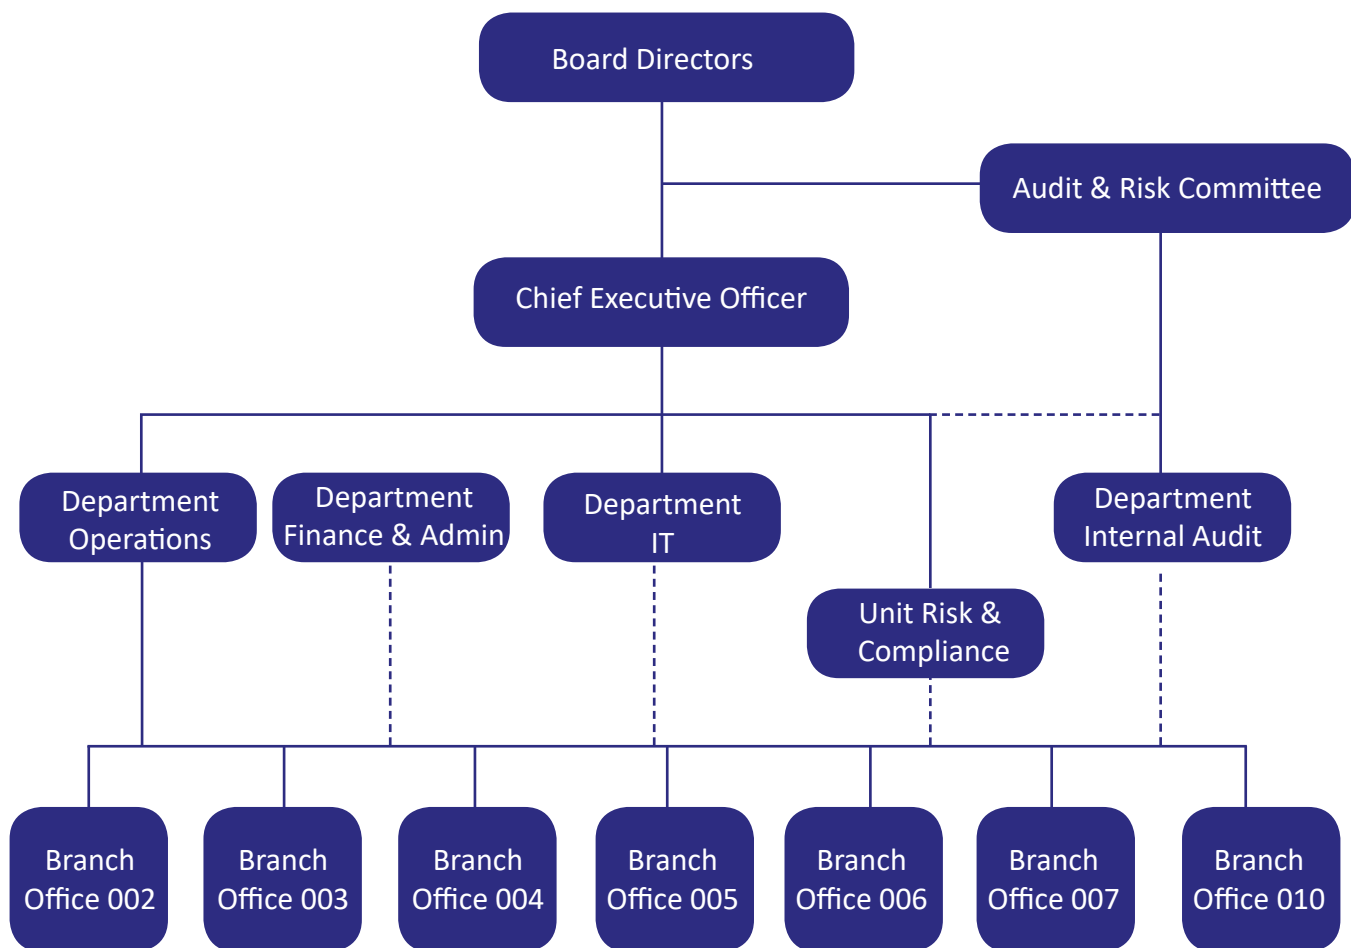 Board Directors
Audit & Risk Committee
Chief Executive Officer
Department
Operations
Department
Finance & Admin
Department
IT
Department
Internal Audit
Unit Risk &
Compliance
Branch
Office 002
Branch
Office 003
Branch
Office 004
Branch
Office 005
Branch
Office 006
Branch
Office 007
Branch
Office 010